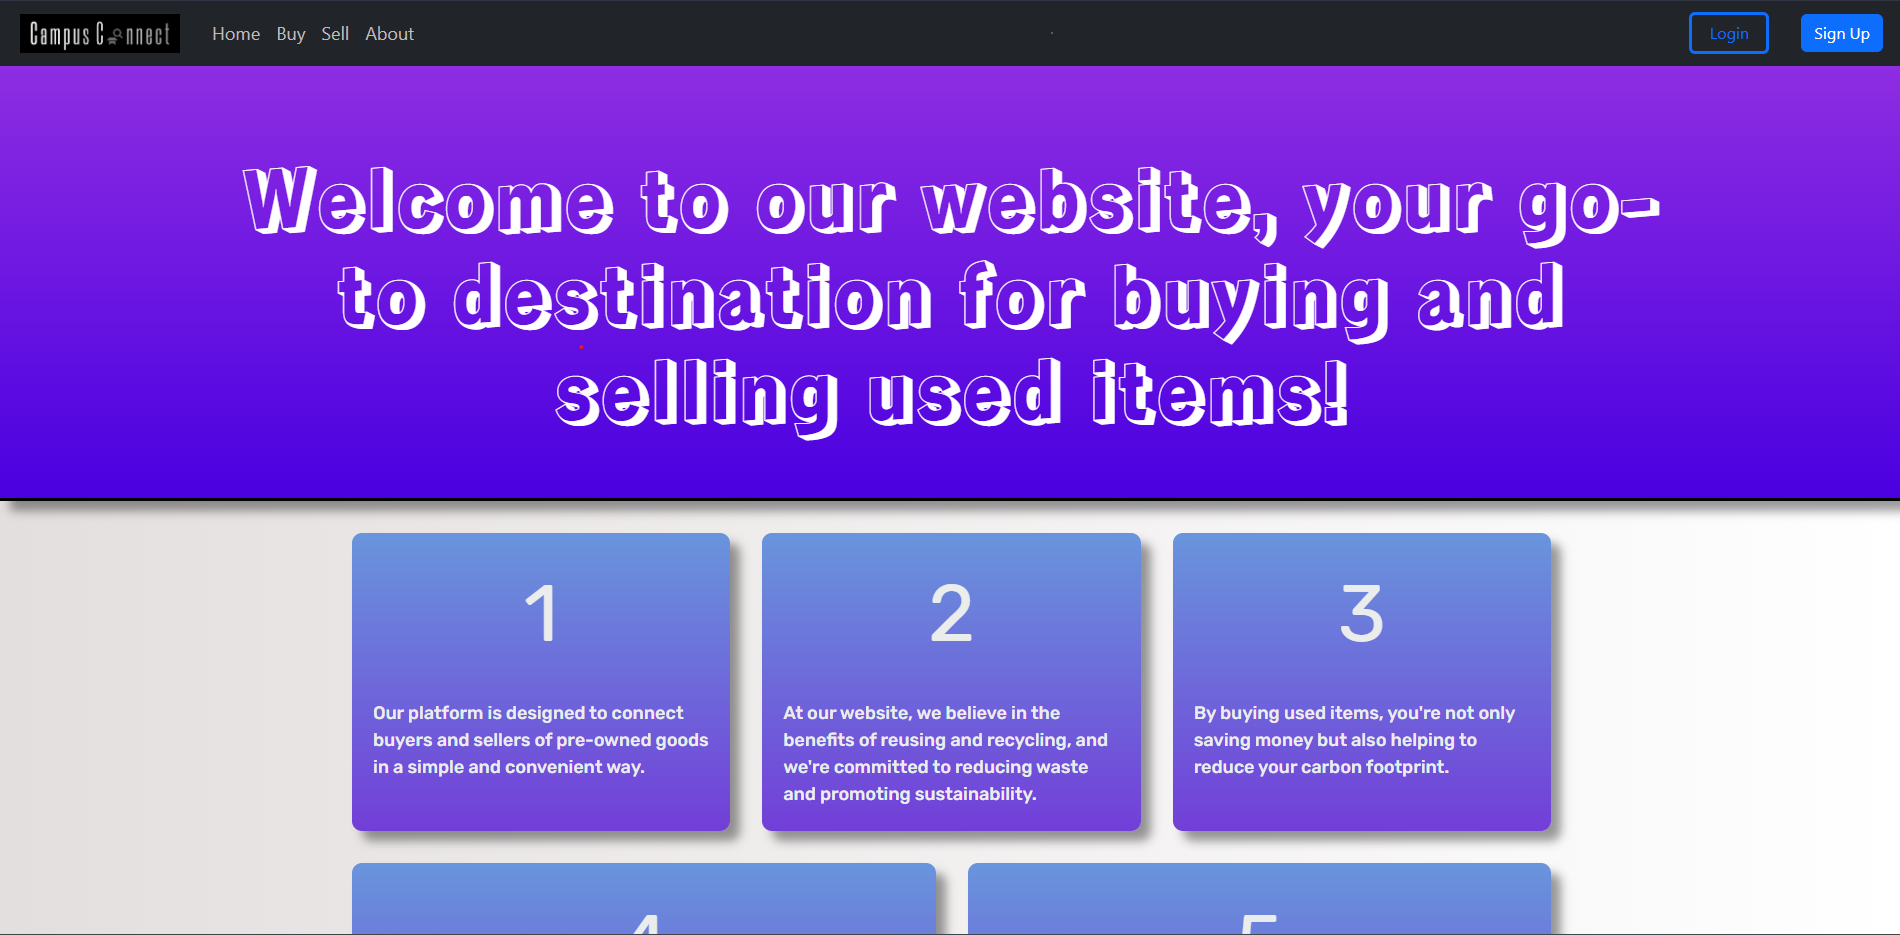 Campus Connect
Home Buy Sell About
Login
Sign Up
Welcome to our website, your go-
to destination for buying and
selling used items!
1
Our platform is designed to connect
buyers and sellers of pre-owned goods
in a simple and convenient way.
2
At our website, we believe in the
benefits of reusing and recycling, and
we're committed to reducing waste
and promoting sustainability.
3
By buying used items, you're not only
saving money but also helping to
reduce your carbon footprint.
4
5